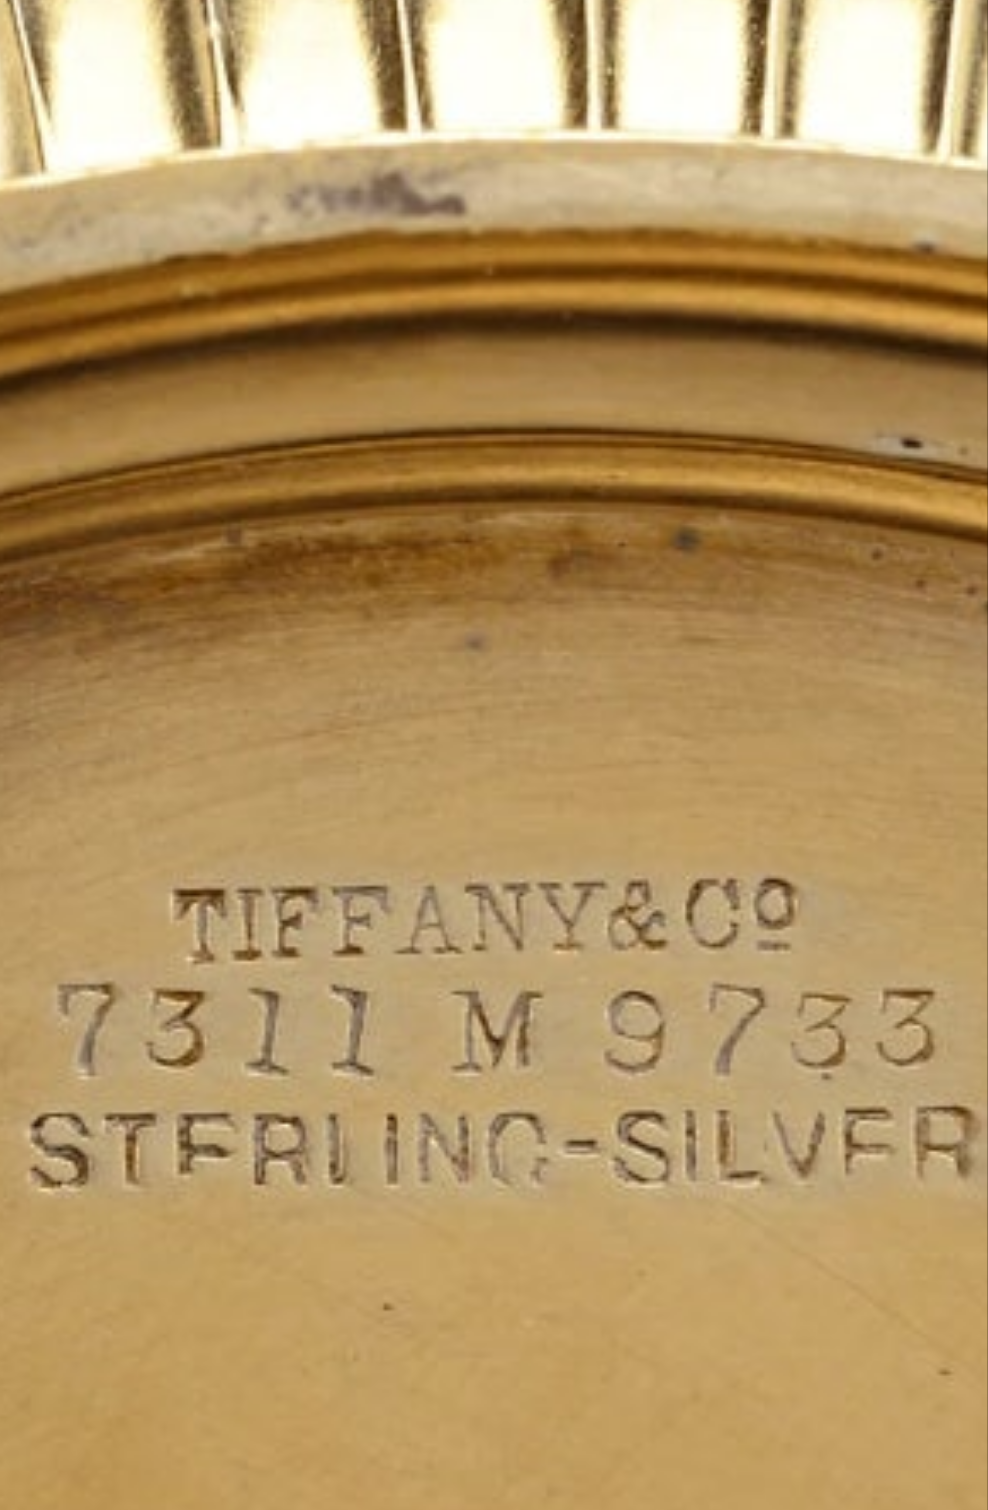 TIFFANY & Cº
7311 M 9733
STERLING-SILVER